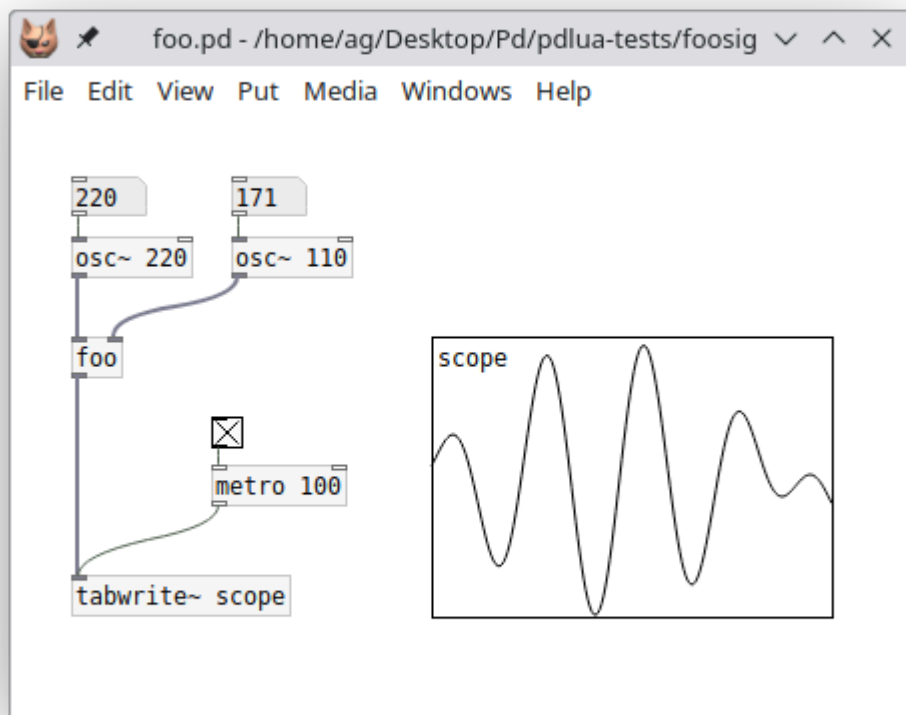 foo.pd - /home/ag/Desktop/Pd/pdlua-tests/foosig
File Edit View Put Media Windows Help
220 171
osc~ 220 osc~ 110
foo
scope
metro 100
tabwrite~ scope